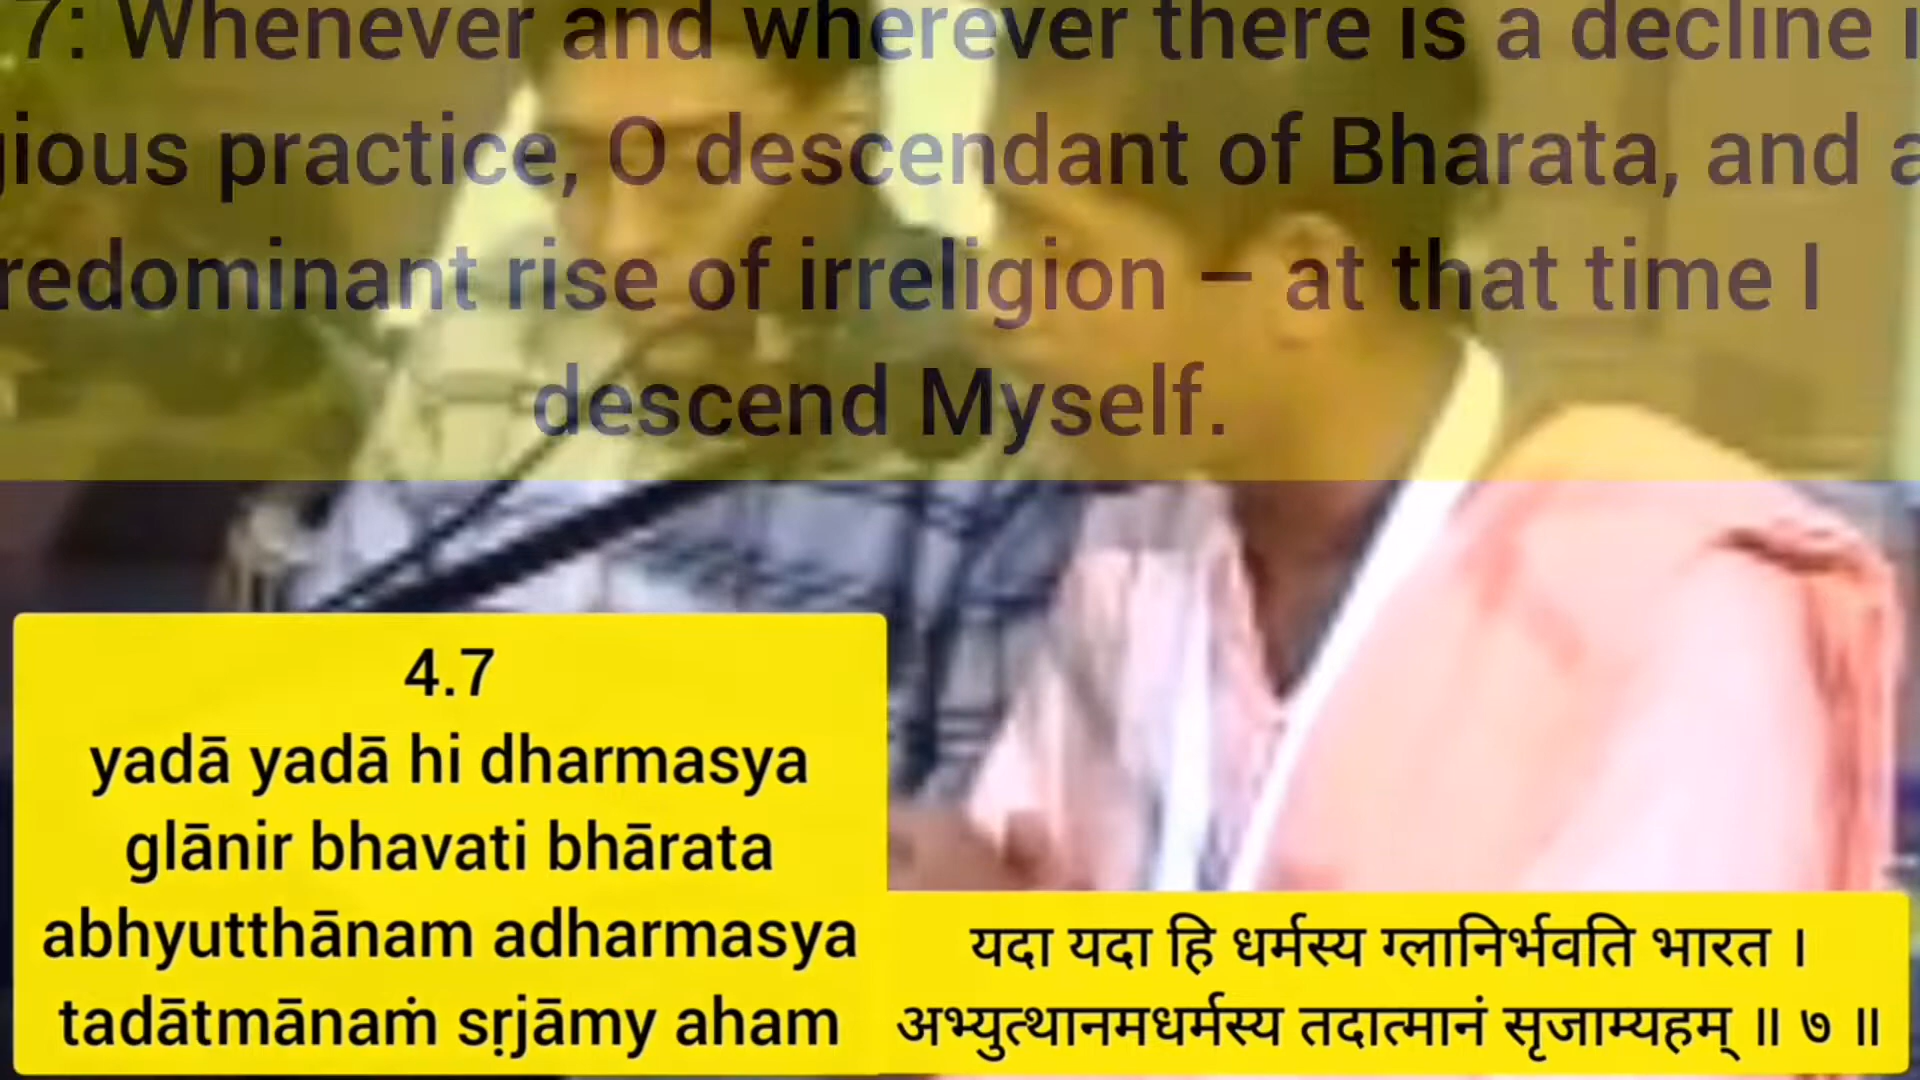 7: Whenever and wherever there is a decline
practice, O descendant of Bharata, and
rise of irreligion – at that time I
descend Myself.
4.7
yadā yadā hi dharmasya
glānir bhavati bhārata
abhyutthānam adharmasya
tadātmānaṁ sṛjāmy aham
यदा यदा हि धर्मस्य ग्लानिर्भवति भारत ।
अभ्युत्थानमधर्मस्य तदात्मानं सृजाम्यहम् ॥ ७ ॥